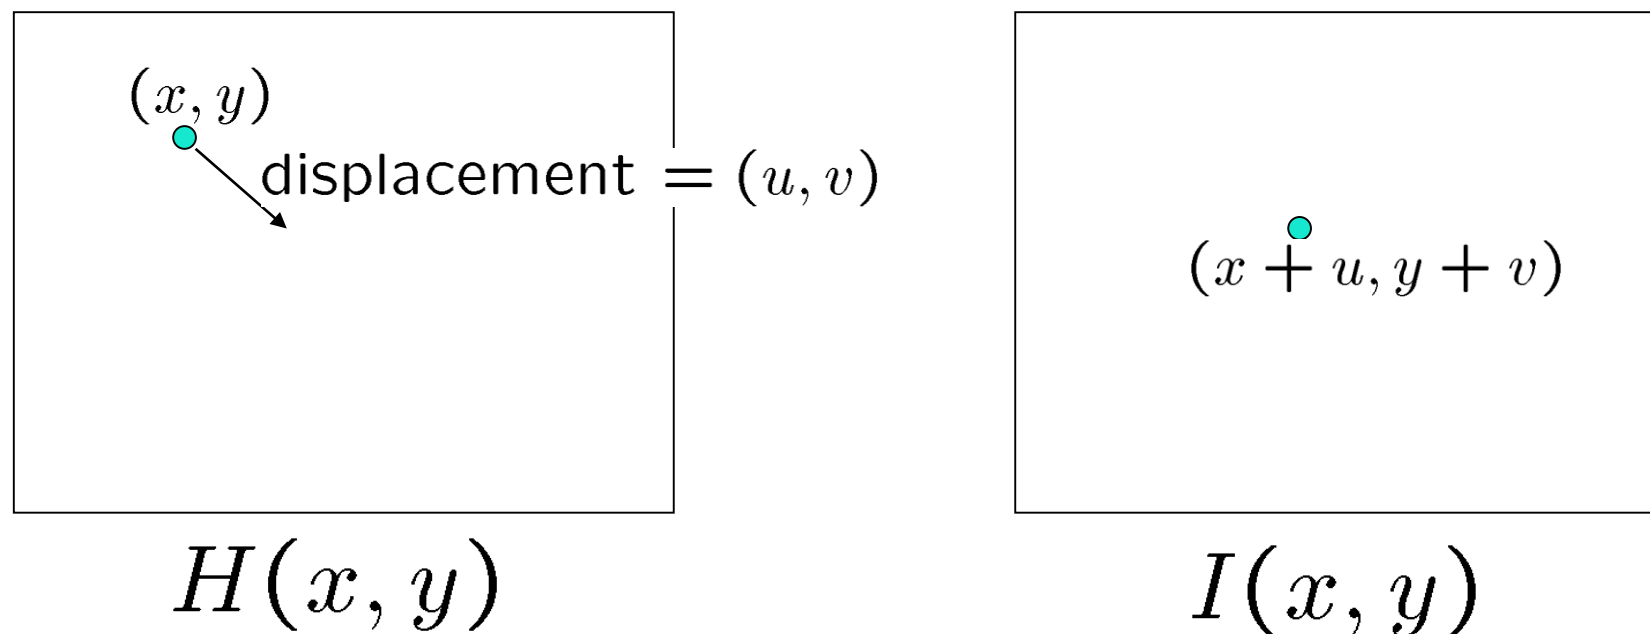 (x, y)
displacement = (u, v)
(x + u, y + v)
H(x, y)
I(x, y)